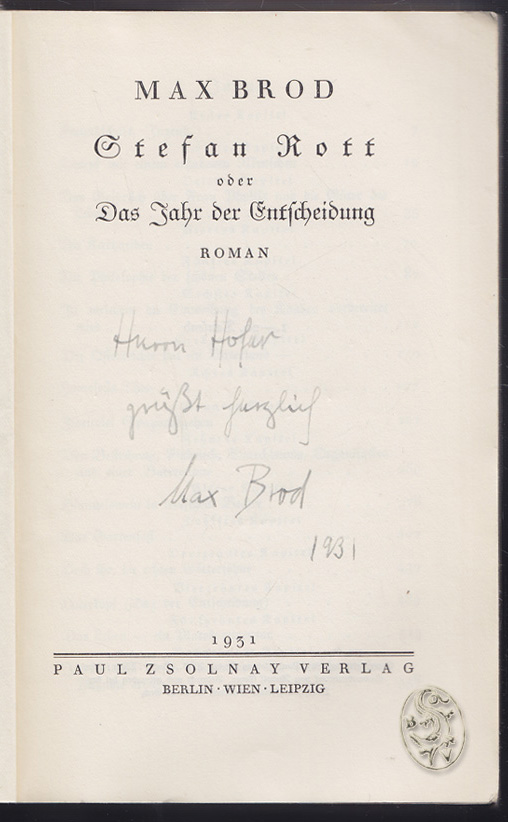 MAX BROD
Stefan Rott
oder
Das Jahr der Entscheidung
ROMAN
Herrn Hofer
grüßt herzlich
Max Brod
1931
1931
PAUL ZSOLNAY VERLAG
BERLIN · WIEN · LEIPZIG